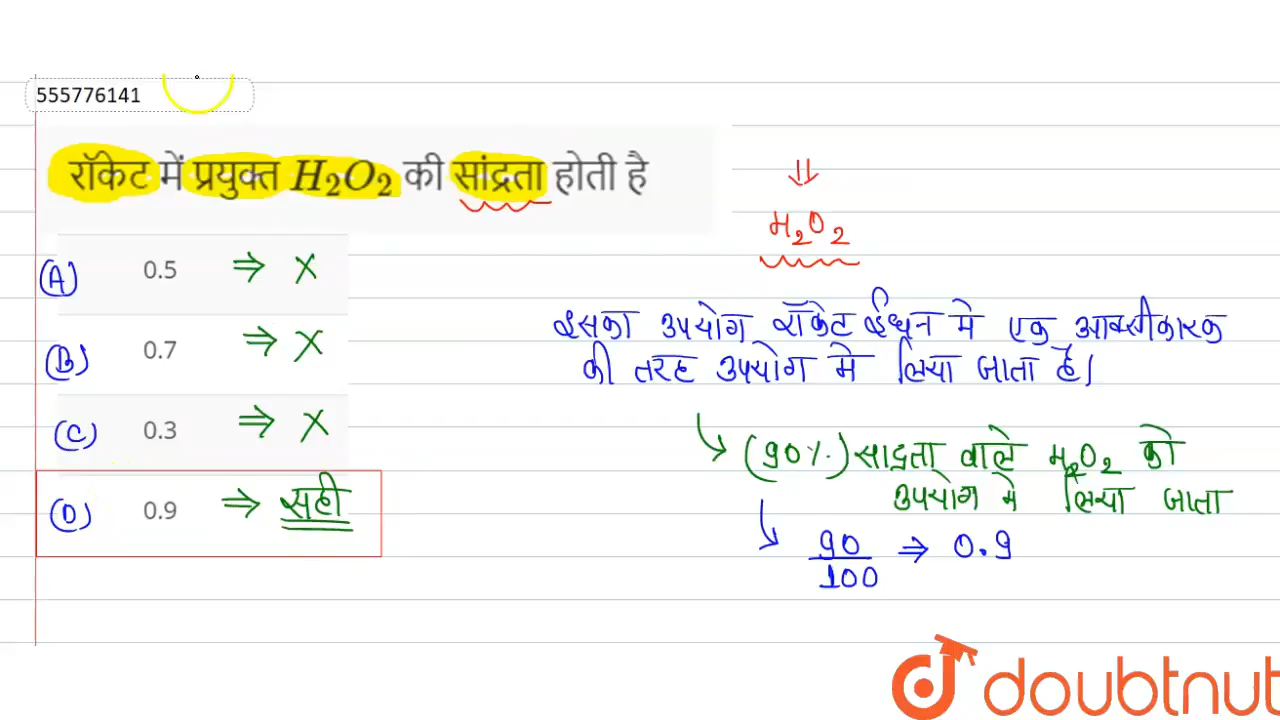 555776141
रॉकेट में प्रयुक्त H₂O₂ की सांद्रता होती है
(A) 0.5 ⇒ X
(B) 0.7 ⇒ X
(C) 0.3 ⇒ X
(D) 0.9 ⇒ सही
H₂O₂
इसका उपयोग रॉकेट ईंधन मे एक आक्सीकारक
की तरह उपयोग मे लिया जाता है।
(90%) साद्रता वाले H₂O₂ को
उपयोग मे लिया जाता
90/100 ⇒ 0.9
doubtnut